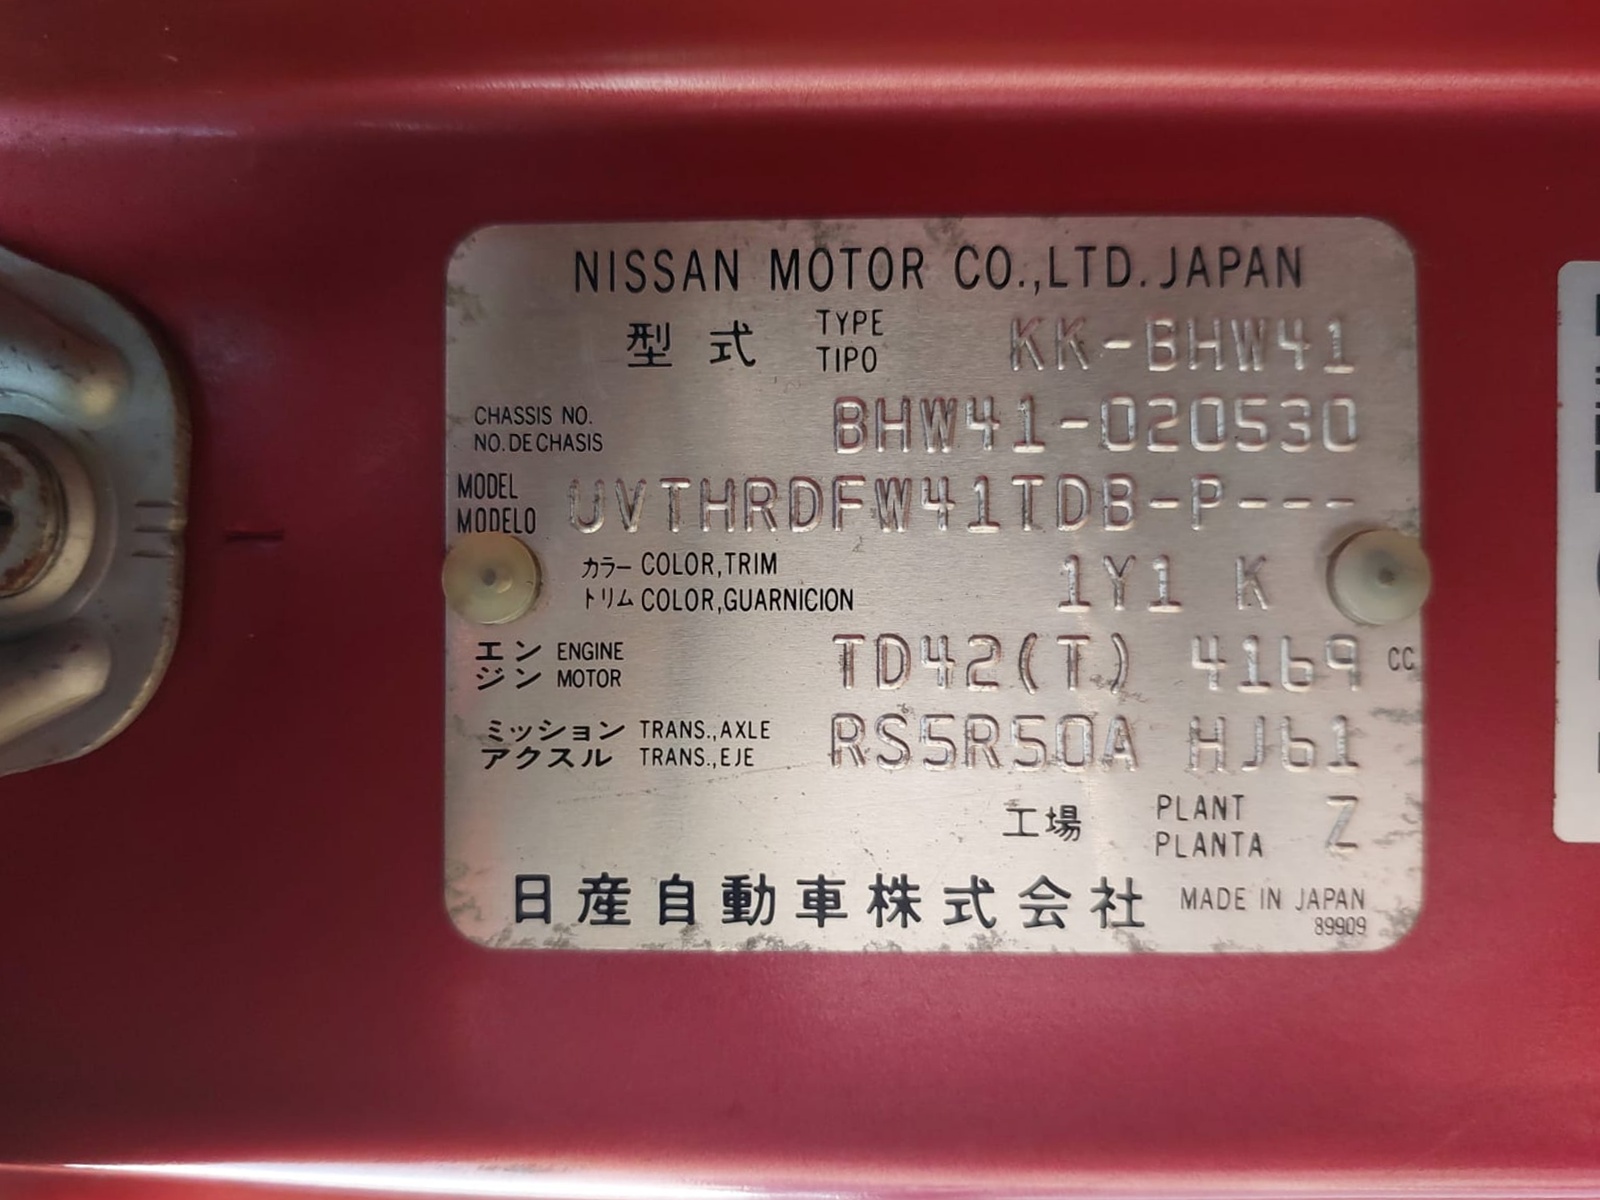 NISSAN MOTOR CO.,LTD.JAPAN
型式 TYPE TIPO KK-BHW41
CHASSIS NO. NO.DE CHASIS BHW41-020530
MODEL MODELO UVTHRDFW41TDB-P---
カラー COLOR,TRIM 1Y1 K
トリム COLOR,GUARNICION
エンジン ENGINE MOTOR TD42(T) 4169 CC
ミッション TRANS.,AXLE RS5R50A HJ61
アクスル TRANS.,EJE
工場 PLANT PLANTA Z
日産自動車株式会社 MADE IN JAPAN
89909